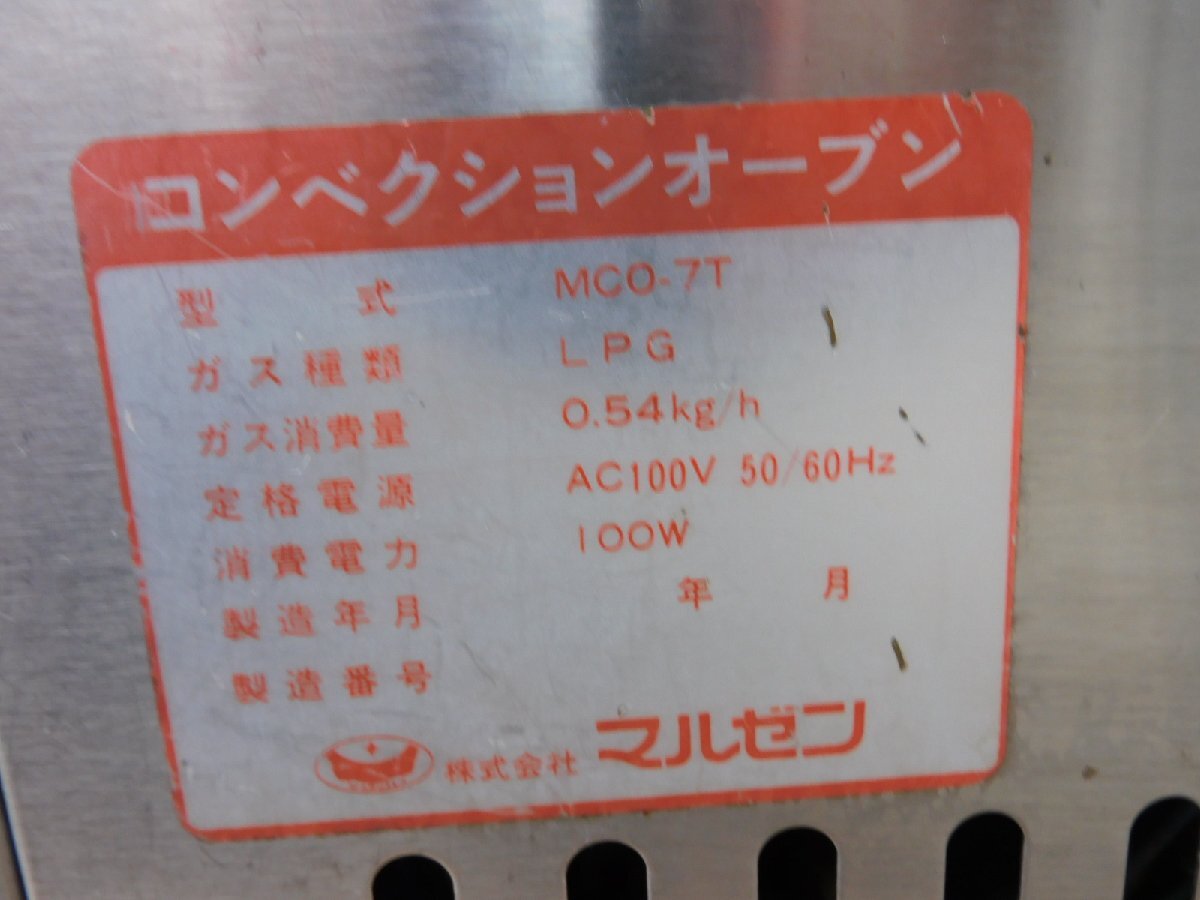 コンベクションオーブン
型式 MCO-7T
ガス種類 LPG
ガス消費量 0.54kg/h
定格電源 AC100V 50/60Hz
消費電力 100W
製造年月 年 月
製造番号
株式会社 マルゼン